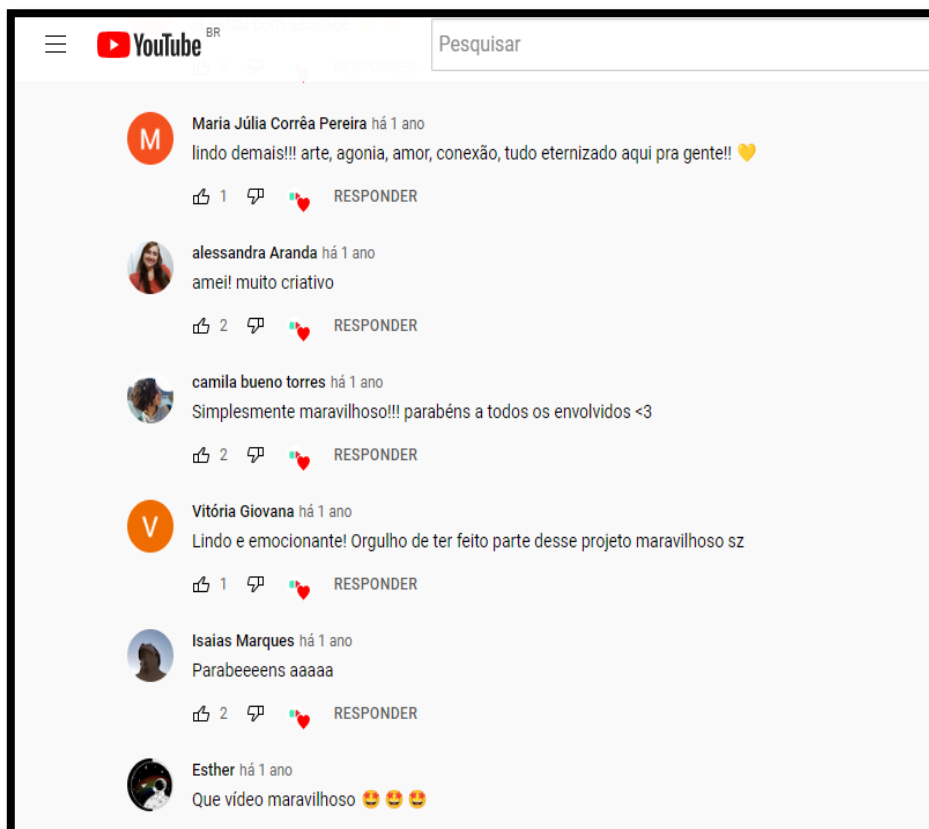 YouTube BR
Pesquisar
RESPONDER
Maria Júlia Corrêa Pereira há 1 ano
lindo demais!!! arte, agonia, amor, conexão, tudo eternizado aqui pra gente!! 💛
1 RESPONDER
alessandra Aranda há 1 ano
amei! muito criativo
2 RESPONDER
camila bueno torres há 1 ano
Simplesmente maravilhoso!!! parabéns a todos os envolvidos <3
2 RESPONDER
Vitória Giovana há 1 ano
Lindo e emocionante! Orgulho de ter feito parte desse projeto maravilhoso sz
1 RESPONDER
Isaias Marques há 1 ano
Parabeeeens aaaaa
2 RESPONDER
Esther há 1 ano
Que vídeo maravilhoso 🤩 🤩 🤩
M
V